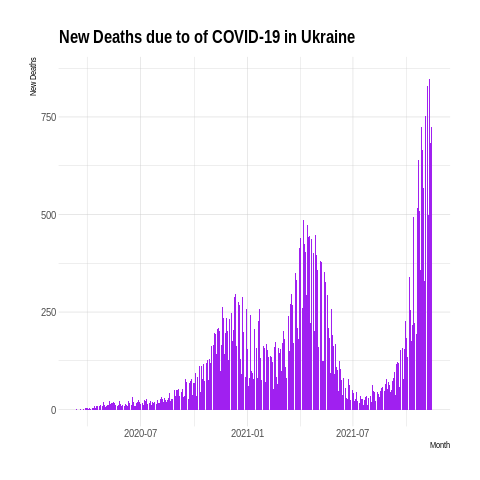 New Deaths due to of COVID-19 in Ukraine
New Deaths
750
500
250
0
2020-07 2021-01 2021-07
Month